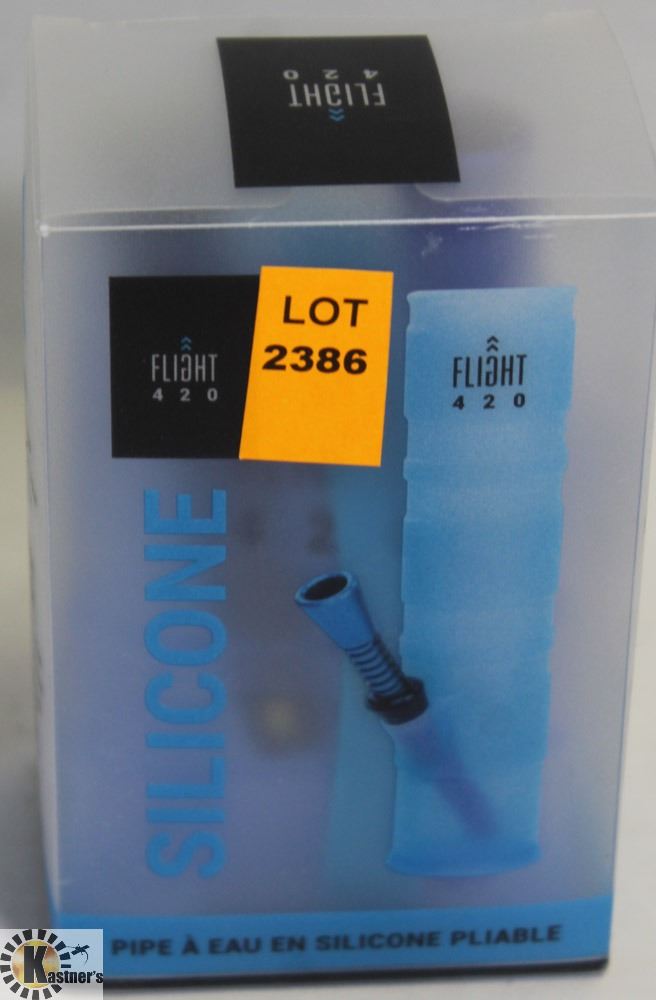 FLIGHT
420
FLIGHT
420
LOT
2386
FLIGHT
420
SILICONE
PIPE À EAU EN SILICONE PLIABLE
Kastner's